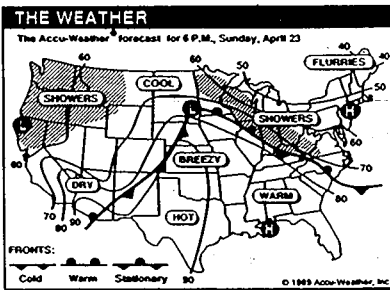 THE WEATHER
The Accu-Weather forecast for 6 P.M., Sunday, April 23
60
COOL
50
FLURRIES
40
40
50
SHOWERS
L
L
SHOWERS
H
60
60
BREEZY
70
80
DRY
WARM
70
80
90
HOT
H
80
70
FRONTS:
Cold Warm Stationary
90
© 1989 Accu-Weather, Inc